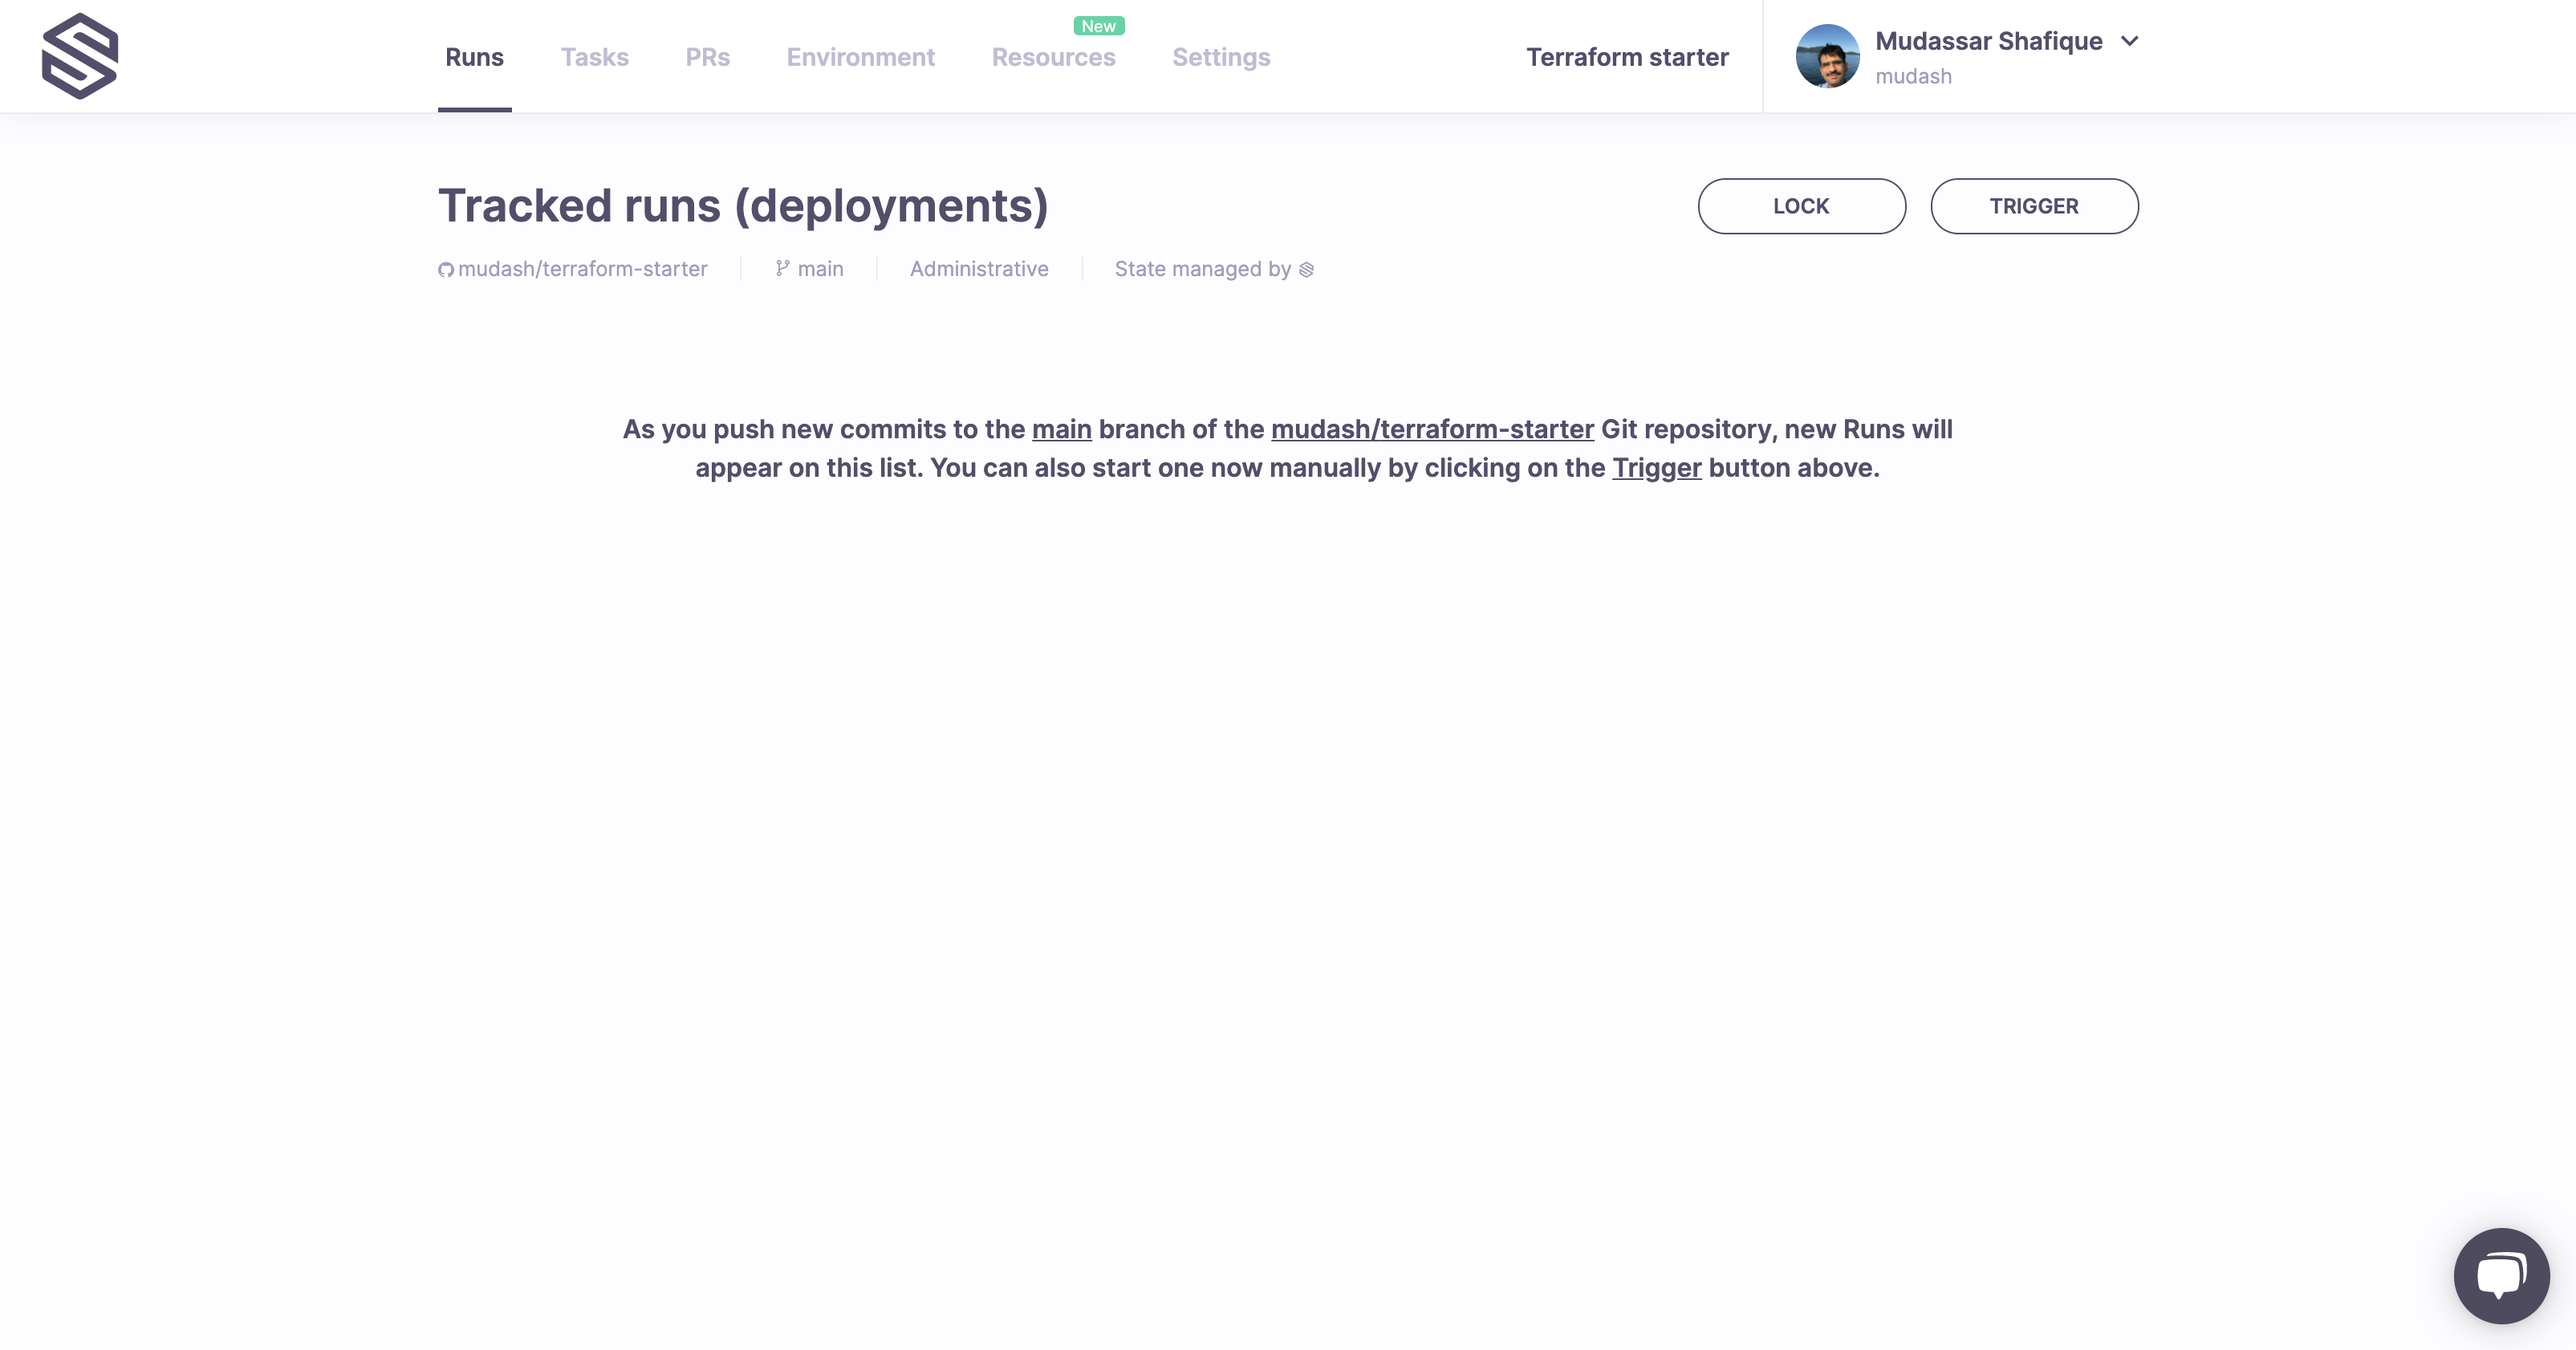 New
Runs Tasks PRs Environment Resources Settings Terraform starter Mudassar Shafique
mudash
Tracked runs (deployments) LOCK TRIGGER
mudash/terraform-starter main Administrative State managed by
As you push new commits to the main branch of the mudash/terraform-starter Git repository, new Runs will
appear on this list. You can also start one now manually by clicking on the Trigger button above.